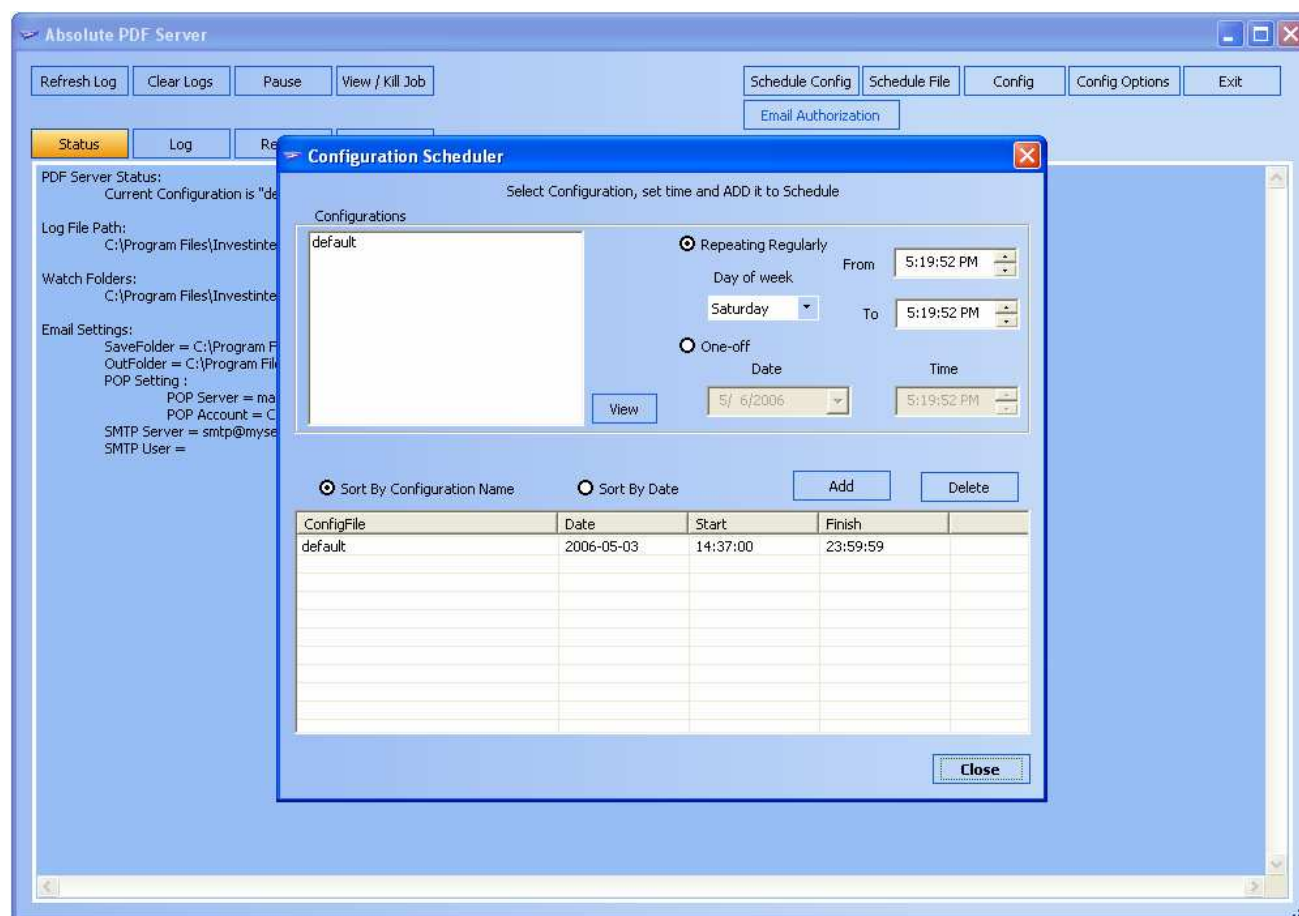 Absolute PDF Server
Refresh Log Clear Logs Pause View / Kill Job Schedule Config Schedule File Config Config Options Exit
Email Authorization
Status Log
PDF Server Status:
Current Configuration is "de
Log File Path:
C:\Program Files\Investinte
Watch Folders:
C:\Program Files\Investinte
Email Settings:
SaveFolder = C:\Program F
OutFolder = C:\Program File
POP Setting :
POP Server = ma
POP Account = C
SMTP Server = smtp@myse
SMTP User =
Configuration Scheduler
Select Configuration, set time and ADD it to Schedule
Configurations
default
View
Repeating Regularly
From 5:19:52 PM
Day of week
Saturday
To 5:19:52 PM
One-off
Date Time
5/ 6/2006 5:19:52 PM
Sort By Configuration Name Sort By Date Add Delete
ConfigFile Date Start Finish
default 2006-05-03 14:37:00 23:59:59
Close